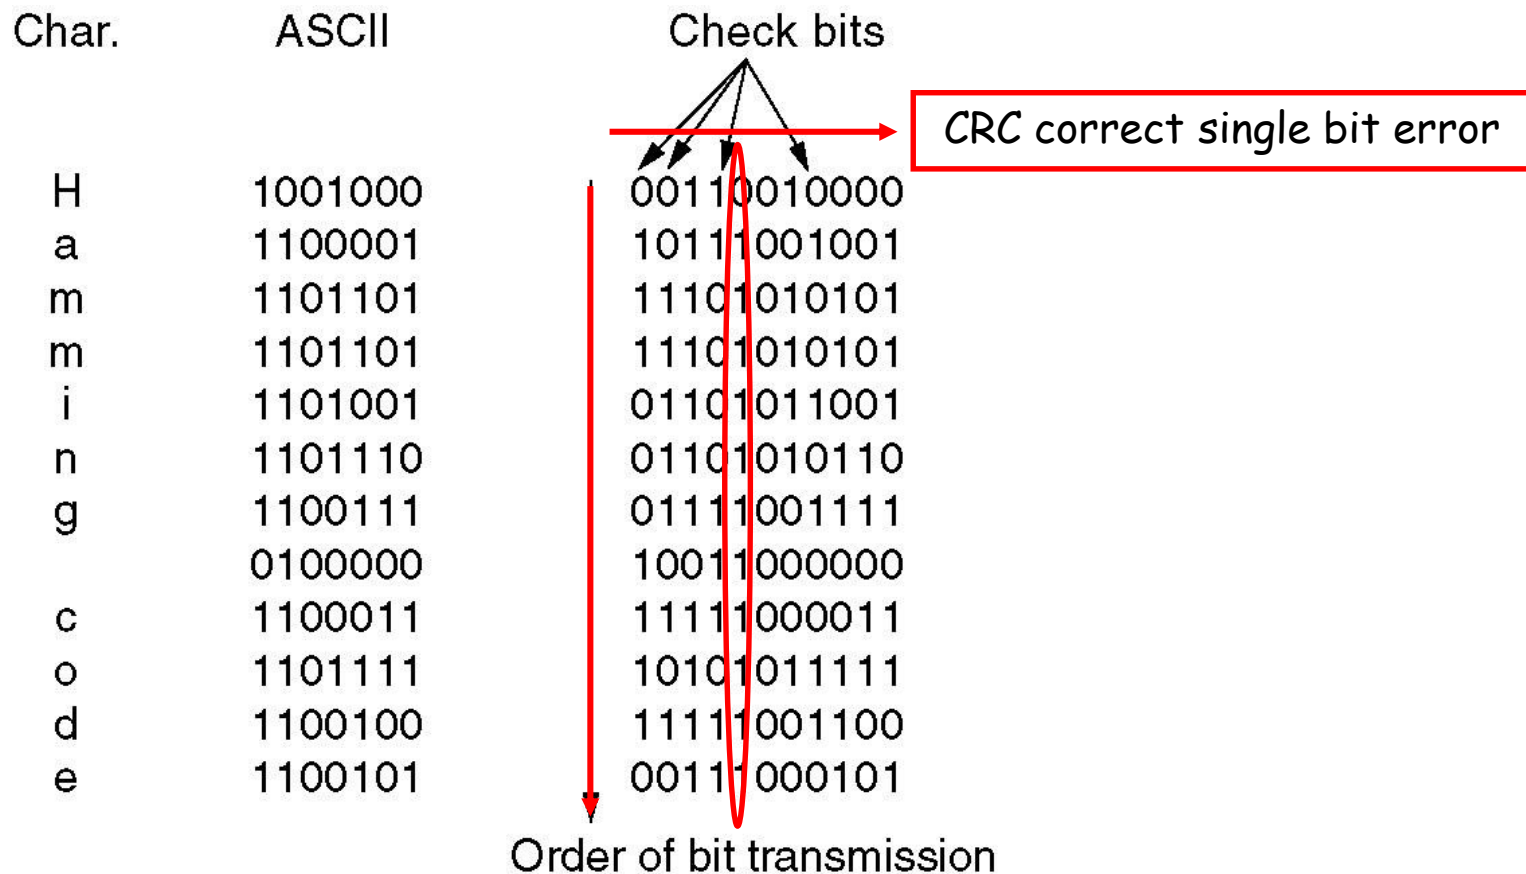 Char. ASCII Check bits
CRC correct single bit error
H 1001000 00110010000
a 1100001 10111001001
m 1101101 11101010101
m 1101101 11101010101
i 1101001 01101011001
n 1101110 01101010110
g 1100111 01111001111
0100000 10011000000
c 1100011 11111000011
o 1101111 10101011111
d 1100100 11111001100
e 1100101 00111000101
Order of bit transmission